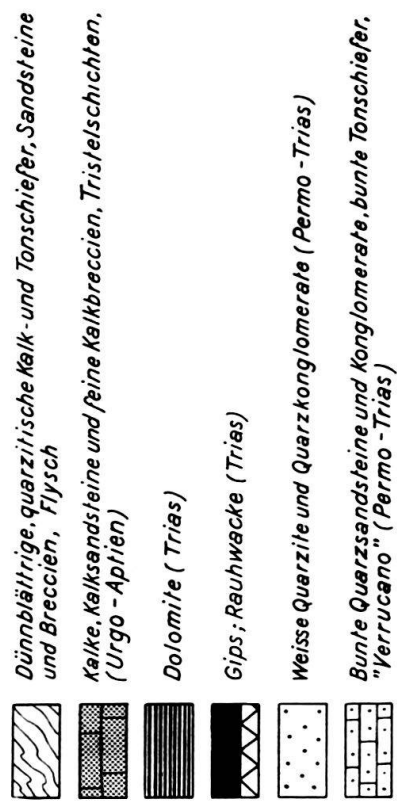 Dünnblättrige, quarzitische Kalk- und Tonschiefer, Sandsteine
und Breccien, Flysch
Kalke, Kalksandsteine und feine Kalkbreccien, Tristelschichten,
(Urgo-Aptien)
Dolomite (Trias)
Gips; Rauhwacke (Trias)
Weisse Quarzite und Quarzkonglomerate (Permo-Trias)
Bunte Quarzsandsteine und Konglomerate, bunte Tonschiefer,
"Verrucano" (Permo-Trias)